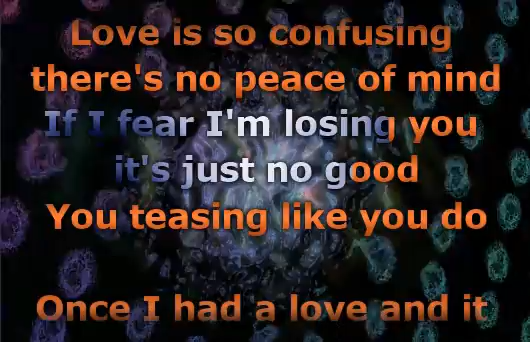 Love is so confusing
there's no peace of mind
If I fear I'm losing you
it's just no good
You teasing like you do
Once I had a love and it